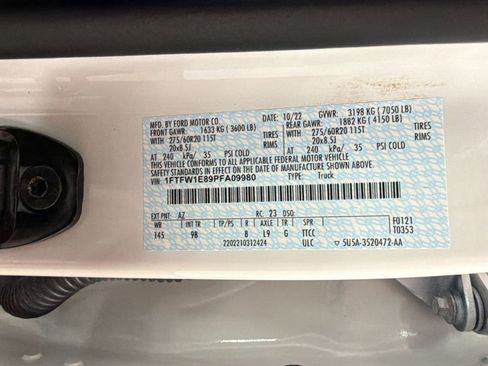 MFD. BY FORD MOTOR CO. 10/22 GVWR: 3198 KG ( 7050 LB)
FRONT GAWR: 1633 KG ( 3600 LB) REAR GAWR: 1882 KG ( 4150 LB)
WITH 275/60R20 115T TIRES WITH 275/60R20 115T TIRES
20x8.5J RIMS 20x8.5J RIMS
AT 240 kPa/ 35 PSI COLD AT 240 kPa/ 35 PSI COLD
THIS VEHICLE CONFORMS TO ALL APPLICABLE FEDERAL MOTOR VEHICLE
SAFETY STANDARDS IN EFFECT ON THE DATE OF MANUFACTURE SHOWN ABOVE.
VIN: 1FTFW1E89PFA09980 TYPE: Truck
EXT PNT: AZ RC: 23 DSO: F0121
WB INT TR TP/PS R AXLE TR SPR T0353
145 9B 8 L9 G TTCC
2202210312424 ULC 5U5A-3520472-AA